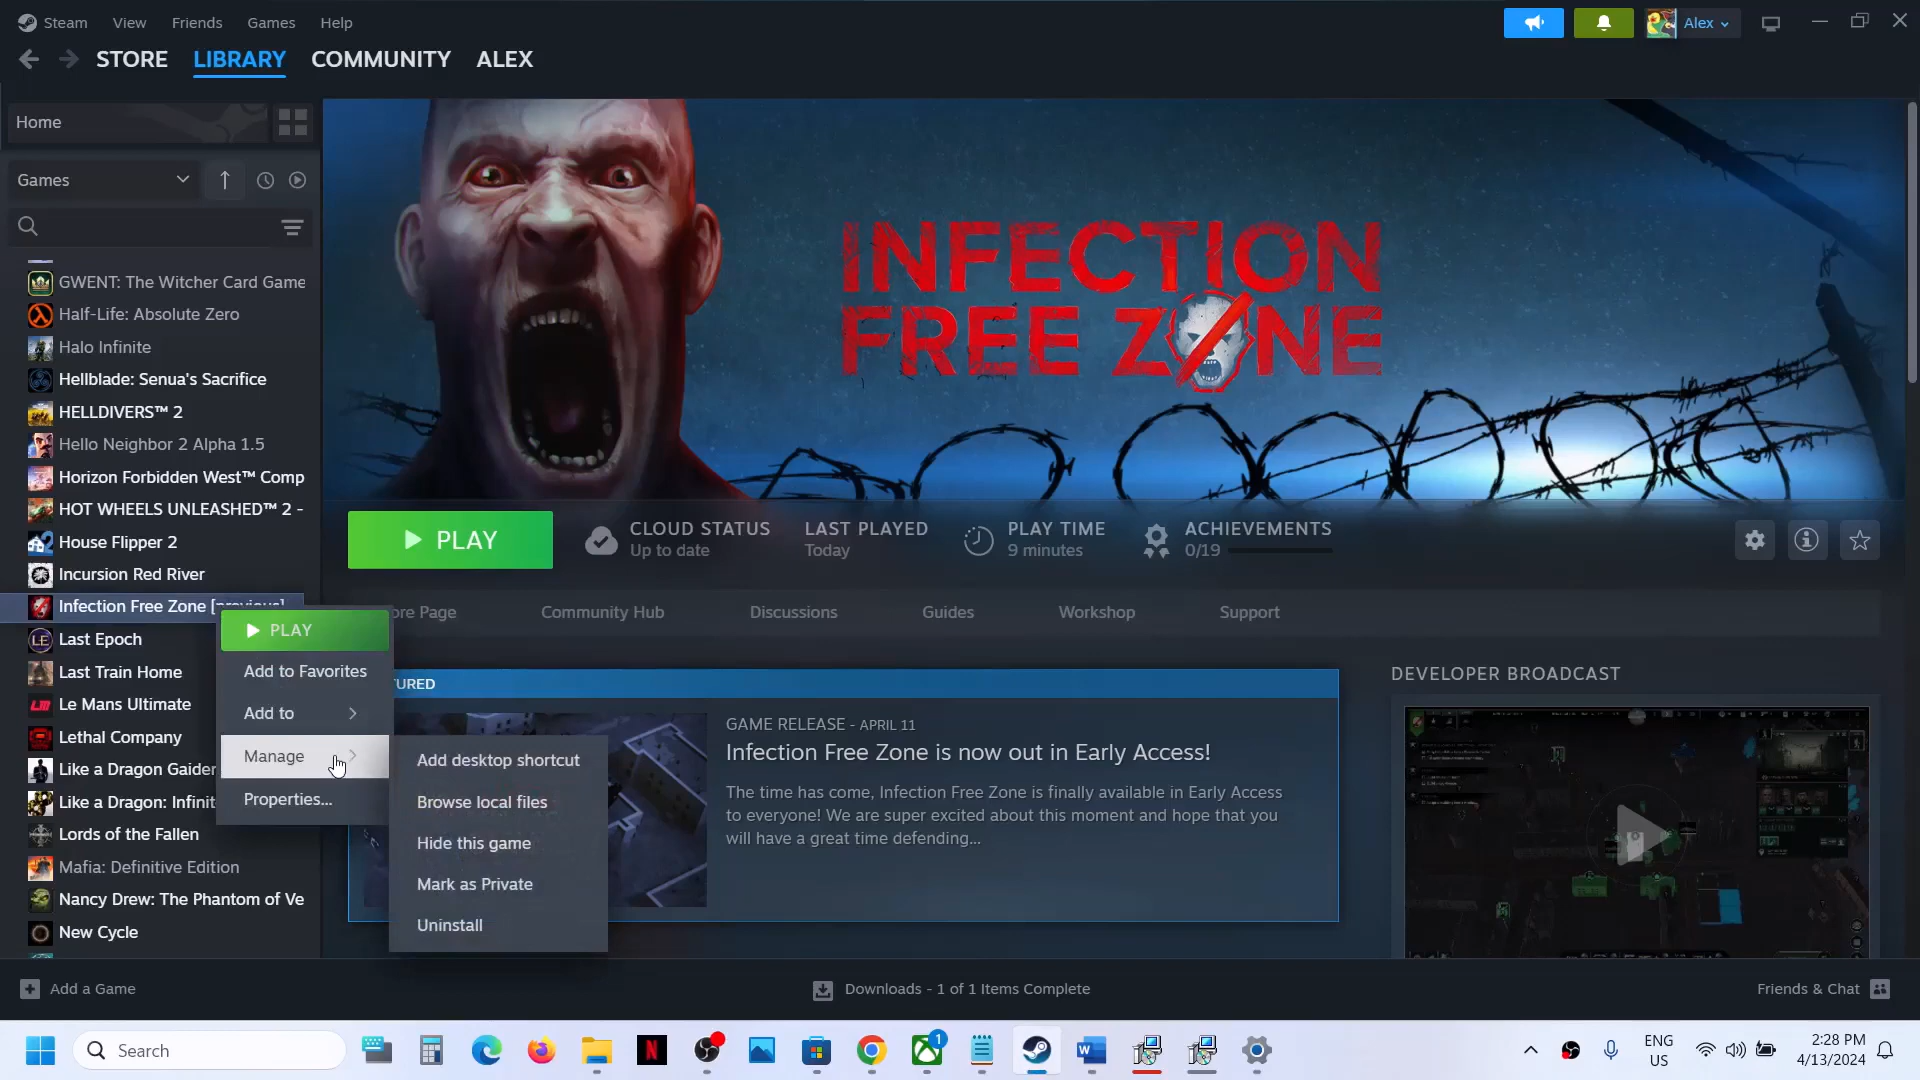 Steam View Friends Games Help
Alex
STORE LIBRARY COMMUNITY ALEX
Home
Games
GWENT: The Witcher Card Game
Half-Life: Absolute Zero
Halo Infinite
Hellblade: Senua's Sacrifice
HELLDIVERS™ 2
Hello Neighbor 2 Alpha 1.5
Horizon Forbidden West™ Comp
HOT WHEELS UNLEASHED™ 2 -
House Flipper 2
Incursion Red River
Infection Free Zone [previous]
Last Epoch
Last Train Home
Le Mans Ultimate
Lethal Company
Like a Dragon Gaiden
Like a Dragon: Infinit
Lords of the Fallen
Mafia: Definitive Edition
Nancy Drew: The Phantom of Ve
New Cycle
PLAY
Add to Favorites
Add to
Manage
Properties...
Add desktop shortcut
Browse local files
Hide this game
Mark as Private
Uninstall
INFECTION
FREE ZONE
PLAY
CLOUD STATUS
Up to date
LAST PLAYED
Today
PLAY TIME
9 minutes
ACHIEVEMENTS
0/19
ore Page Community Hub Discussions Guides Workshop Support
TURED
GAME RELEASE - APRIL 11
Infection Free Zone is now out in Early Access!
The time has come, Infection Free Zone is finally available in Early Access
to everyone! We are super excited about this moment and hope that you
will have a great time defending...
DEVELOPER BROADCAST
Add a Game
Downloads - 1 of 1 Items Complete
Friends & Chat
Search
1
ENG
US
2:28 PM
4/13/2024